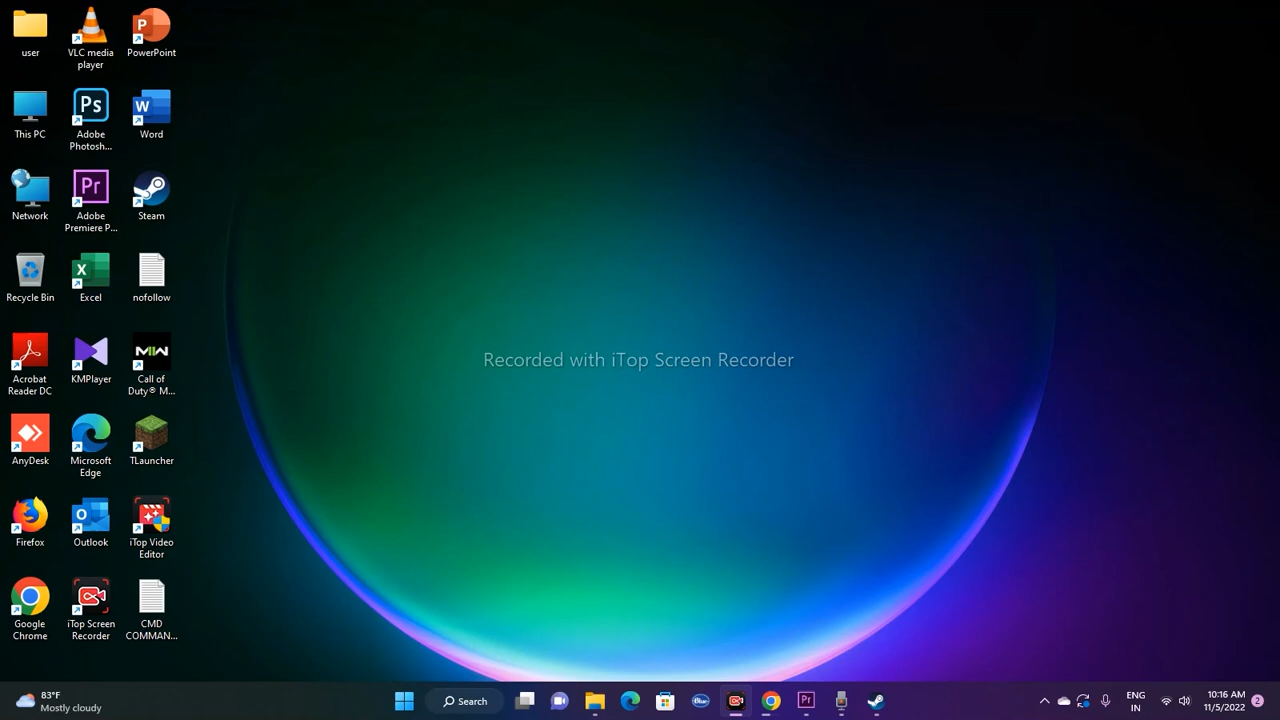 user
VLC media
player
PowerPoint
This PC
Adobe
Photosh...
Word
Network
Adobe
Premiere P...
Steam
Recycle Bin
Excel
nofollow
Acrobat
Reader DC
KMPlayer
Call of
Duty® M...
AnyDesk
Microsoft
Edge
TLauncher
Firefox
Outlook
iTop Video
Editor
Google
Chrome
iTop Screen
Recorder
CMD
COMMAN...
Recorded with iTop Screen Recorder
83°F
Mostly cloudy
Search
ENG
IN
10:16 AM
11/5/2022
2